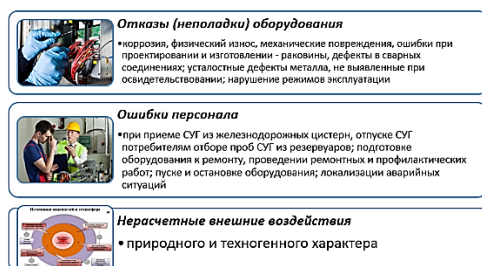 Отказы (неполадки) оборудования
•коррозия, физический износ, механические повреждения, ошибки при
проектировании и изготовлении - раковины, дефекты в сварных
соединениях; усталостные дефекты металла, не выявленные при
освидетельствовании; нарушение режимов эксплуатации
Ошибки персонала
•при приеме СУГ из железнодорожных цистерн, отпуске СУГ
потребителям отборе проб СУГ из резервуаров; подготовке
оборудования к ремонту, проведении ремонтных и профилактических
работ; пуске и остановке оборудования; локализации аварийных
ситуаций
Нерасчетные внешние воздействия
•природного и техногенного характера